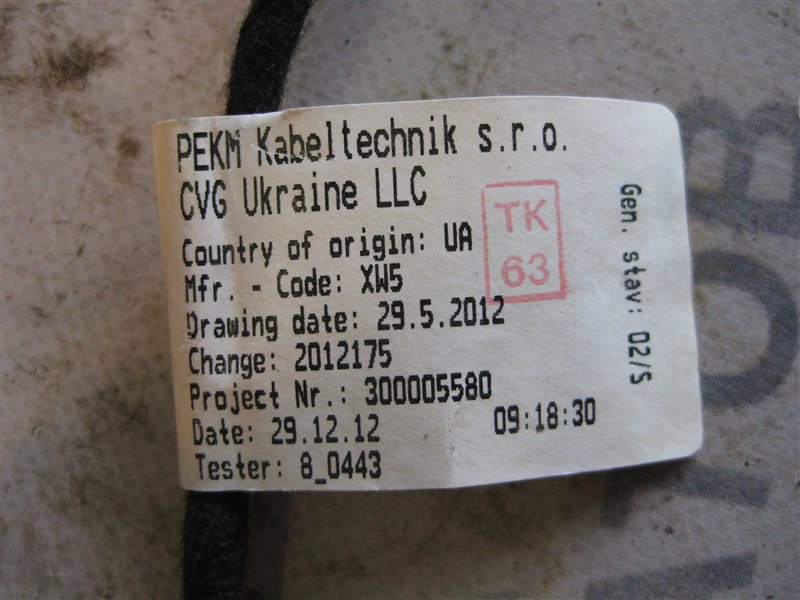 PEKM Kabeltechnik s.r.o.
CVG Ukraine LLC
Country of origin: UA
Mfr. - Code: XW5
Drawing date: 29.5.2012
Change: 2012175
Project Nr.: 300005580
Date: 29.12.12 09:18:30
Tester: 8_0443
TK
63
Gen. stav: 02/S